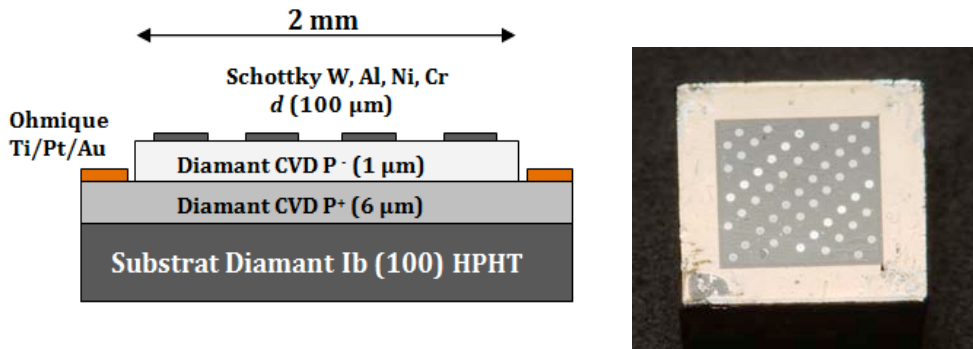 2 mm
Schottky W, Al, Ni, Cr
d (100 µm)
Ohmique
Ti/Pt/Au
Diamant CVD P⁻ (1 µm)
Diamant CVD P⁺ (6 µm)
Substrat Diamant Ib (100) HPHT